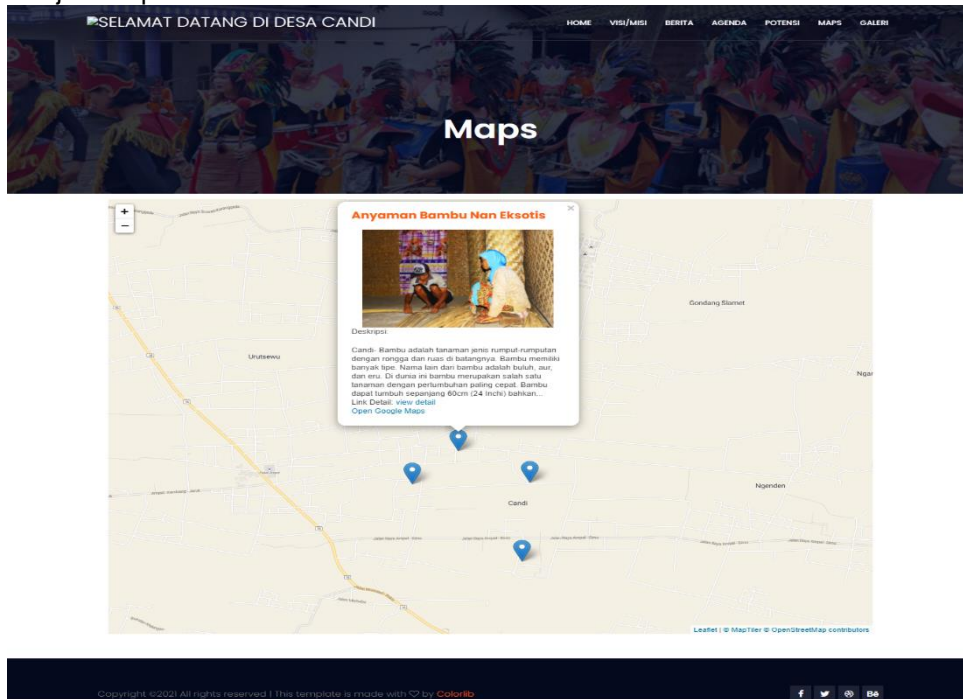 SELAMAT DATANG DI DESA CANDI
HOME VISI/MISI BERITA AGENDA POTENSI MAPS GALERI
Maps
+
−
Anyaman Bambu Nan Eksotis
×
Deskripsi:
Candi- Bambu adalah tanaman jenis rumput-rumputan
dengan rongga dan ruas di batangnya. Bambu memiliki
banyak tipe. Nama lain dari bambu adalah buluh, aur,
dan eru. Di dunia ini bambu merupakan salah satu
tanaman dengan pertumbuhan paling cepat. Bambu
dapat tumbuh sepanjang 60cm (24 Inchi) bahkan...
Link Detail: view detail
Open Google Maps
Gondang Slamet
Urutsewu
Ngenden
Candi
Leaflet | © MapTiler © OpenStreetMap contributors
Copyright ©2021 All rights reserved | This template is made with ♡ by Colorlib